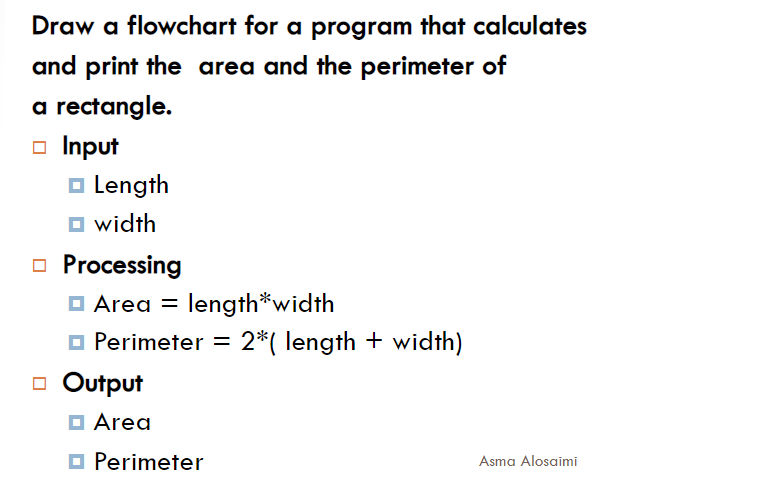 Draw a flowchart for a program that calculates
and print the area and the perimeter of
a rectangle.
Input
Length
width
Processing
Area = length*width
Perimeter = 2*( length + width)
Output
Area
Perimeter
Asma Alosaimi